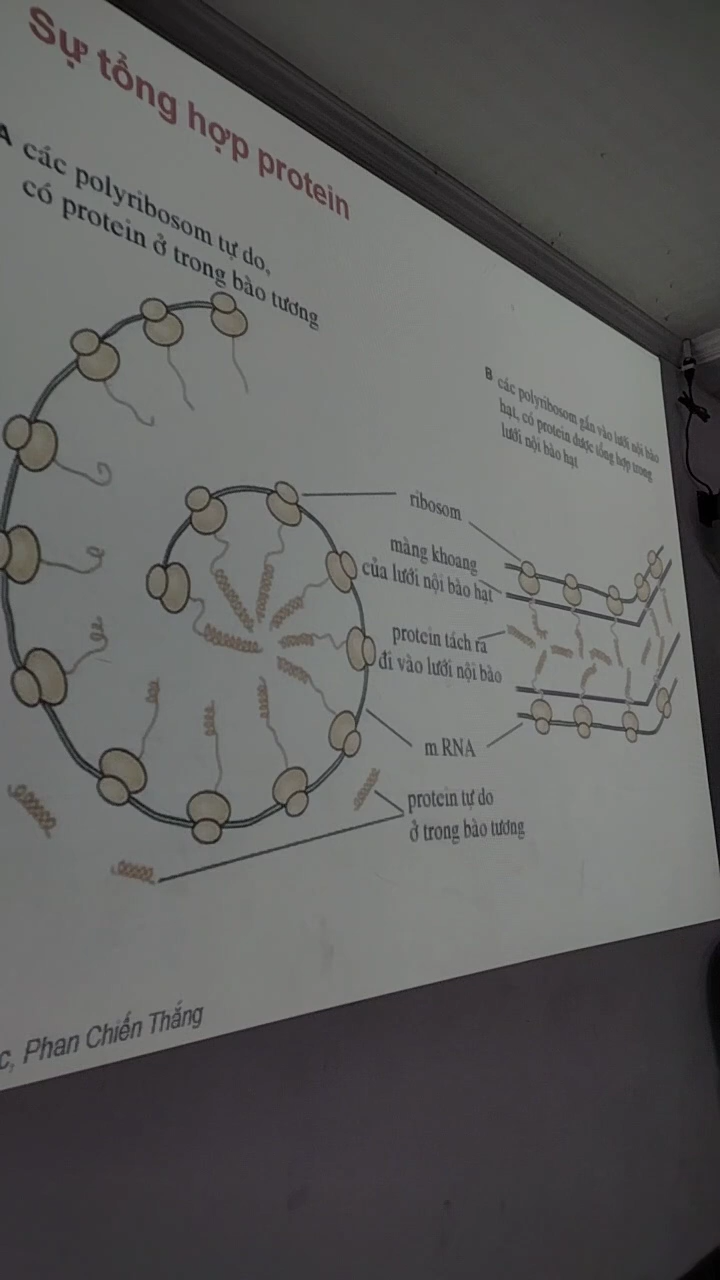 Sự tổng hợp protein
A các polyribosom tự do,
có protein ở trong bào tương
B các polyribosom gắn vào lưới nội bào
hạt, có protein được tổng hợp trong
lưới nội bào hạt
ribosom
màng khoang
của lưới nội bào hạt
protein tách ra
đi vào lưới nội bào
m RNA
protein tự do
ở trong bào tương
c, Phan Chiến Thắng